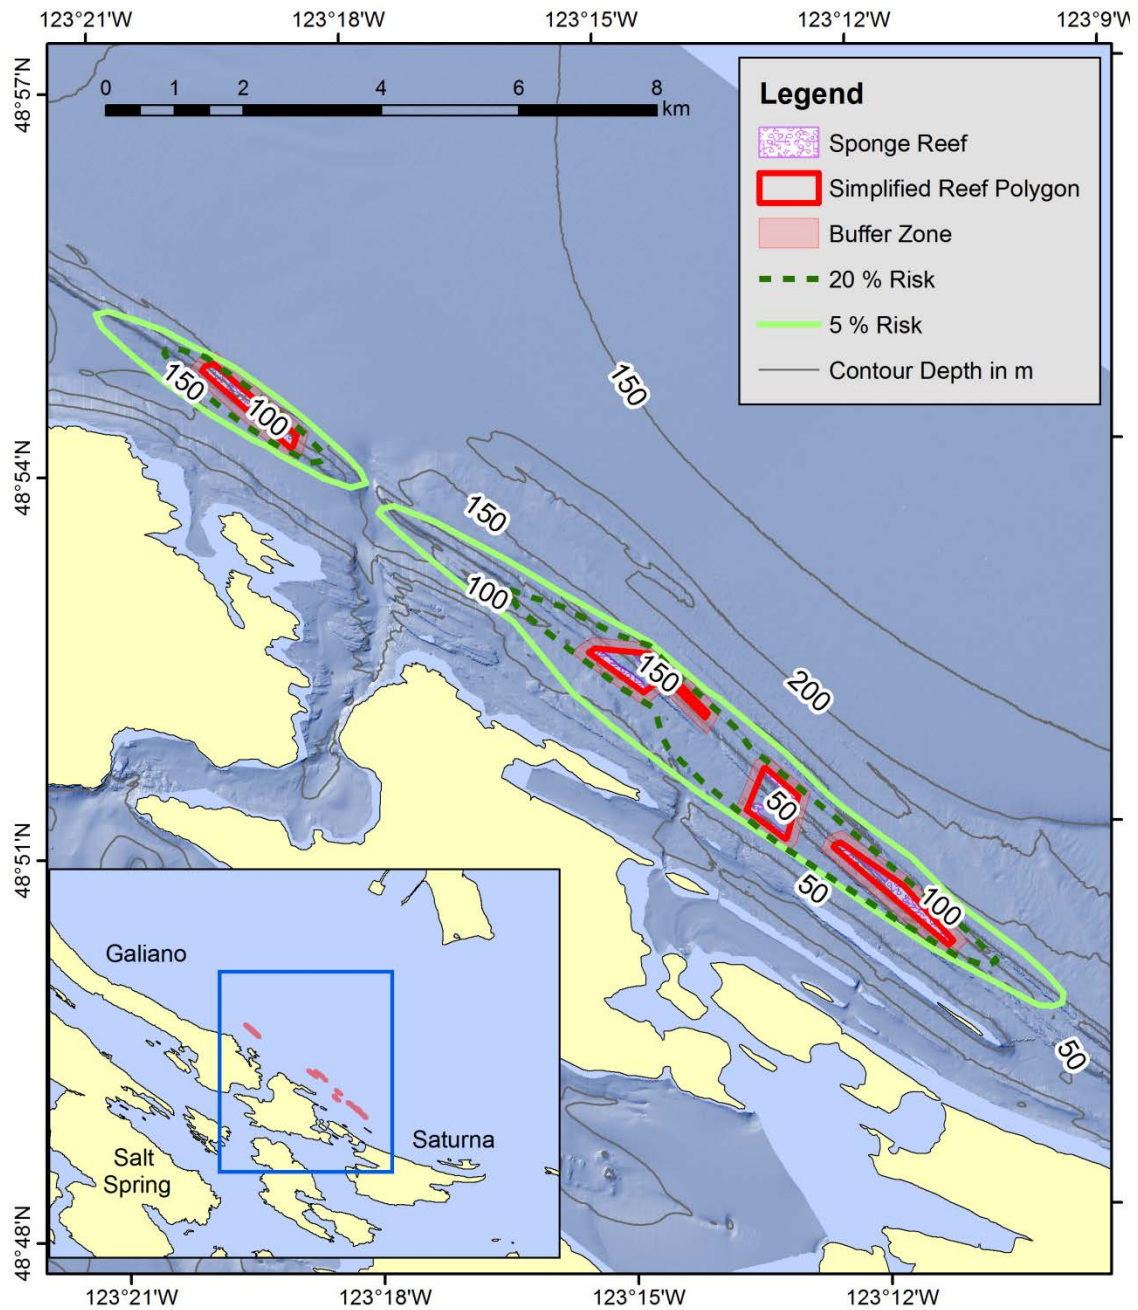 123°21'W 123°18'W 123°15'W 123°12'W 123°9'W
48°57'N
0 1 2 4 6 8
km
Legend
Sponge Reef
Simplified Reef Polygon
Buffer Zone
20 % Risk
5 % Risk
Contour Depth in m
150
150
100
48°54'N
150
100
150
200
50
48°51'N
50
100
50
Galiano
Salt
Spring
Saturna
48°48'N
123°21'W 123°18'W 123°15'W 123°12'W